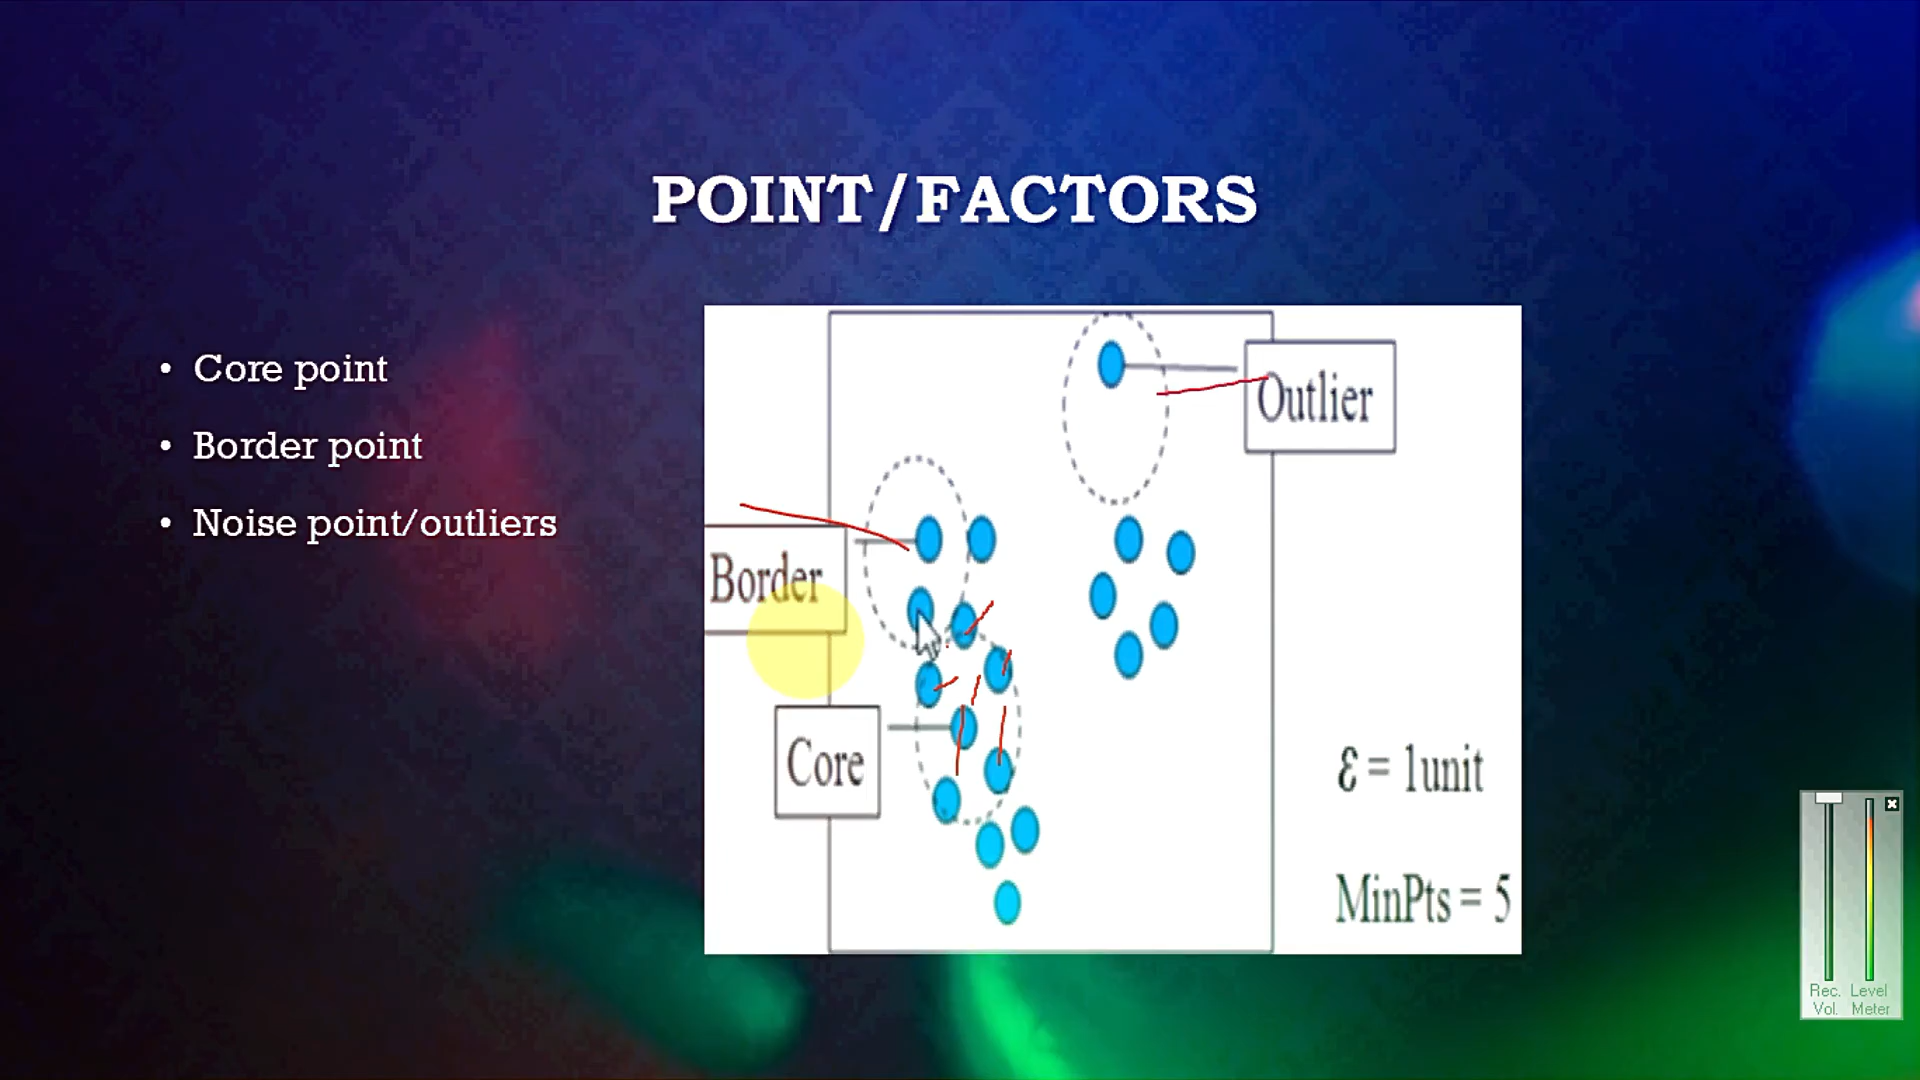 POINT/FACTORS
• Core point
• Border point
• Noise point/outliers
Outlier
Border
Core
Ɛ = 1unit
MinPts = 5
Rec. Level
Vol. Meter